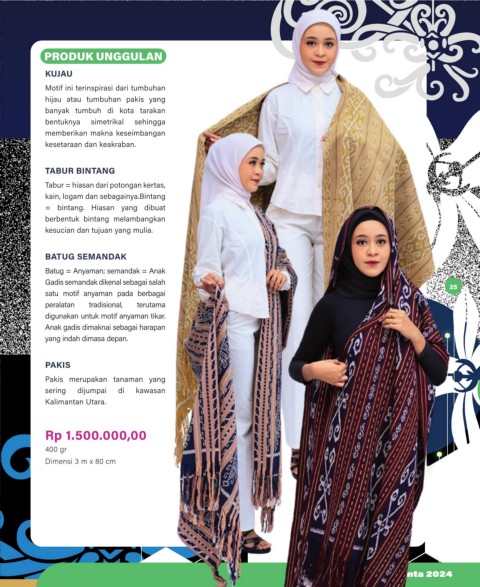 PRODUK UNGGULAN
KUJAU
Motif ini terinspirasi dari tumbuhan
hijau atau tumbuhan pakis yang
banyak tumbuh di kota tarakan
bentuknya simetrikal sehingga
memberikan makna keseimbangan
kesetaraan dan keakraban.
TABUR BINTANG
Tabur = hiasan dari potongan kertas,
kain, logam dan sebagainya.Bintang
= bintang. Hiasan yang dibuat
berbentuk bintang melambangkan
kesucian dan tujuan yang mulia.
BATUG SEMANDAK
Batug = Anyaman; semandak = Anak
Gadis semandak dikenal sebagai salah
satu motif anyaman pada berbagai
peralatan tradisional, terutama
digunakan untuk motif anyaman tikar.
Anak gadis dimaknai sebagai harapan
yang indah dimasa depan.
PAKIS
Pakis merupakan tanaman yang
sering dijumpai di kawasan
Kalimantan Utara.
Rp 1.500.000,00
400 gr
Dimensi 3 m x 80 cm
25
nta 2024